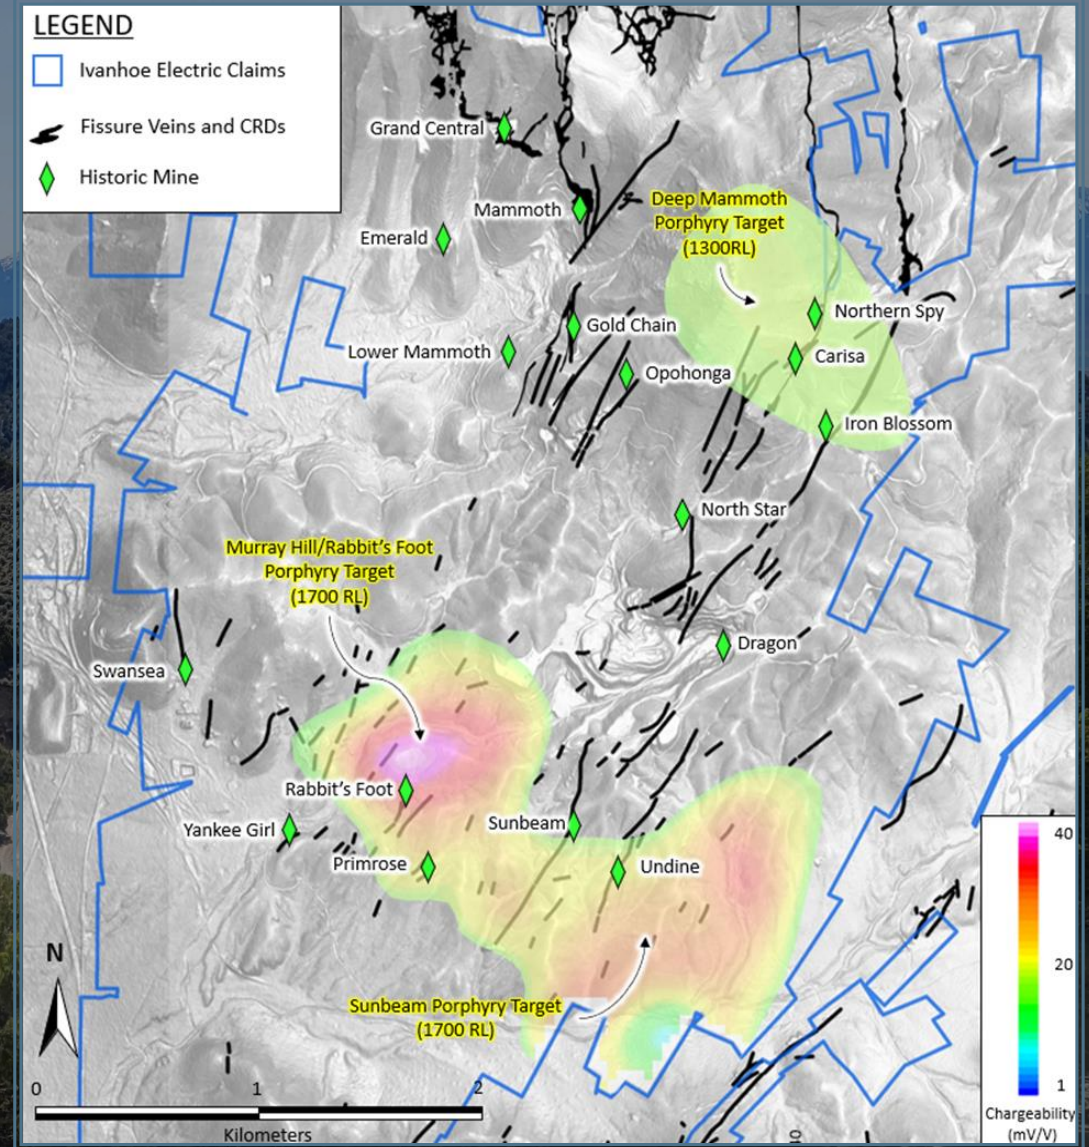 LEGEND
Ivanhoe Electric Claims
Fissure Veins and CRDs
Historic Mine
Grand Central
Mammoth
Emerald
Deep Mammoth
Porphyry Target
(1300RL)
Northern Spy
Gold Chain
Lower Mammoth
Carisa
Opohonga
Iron Blossom
North Star
Murray Hill/Rabbit's Foot
Porphyry Target
(1700 RL)
Dragon
Swansea
Rabbit's Foot
Sunbeam
Yankee Girl
Primrose
Undine
Sunbeam Porphyry Target
(1700 RL)
N
0 1 2
Kilometers
40
20
1
Chargeability
(mV/V)